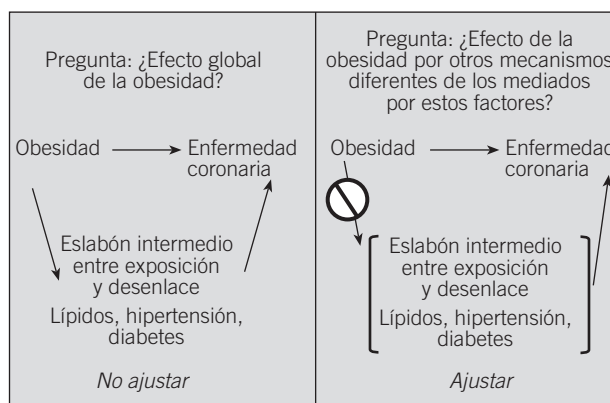 Pregunta: ¿Efecto global
de la obesidad?
Obesidad
Enfermedad
coronaria
Eslabón intermedio
entre exposición
y desenlace
Lípidos, hipertensión,
diabetes
No ajustar
Pregunta: ¿Efecto de la
obesidad por otros mecanismos
diferentes de los mediados
por estos factores?
Obesidad
Enfermedad
coronaria
Eslabón intermedio
entre exposición
y desenlace
Lípidos, hipertensión,
diabetes
Ajustar